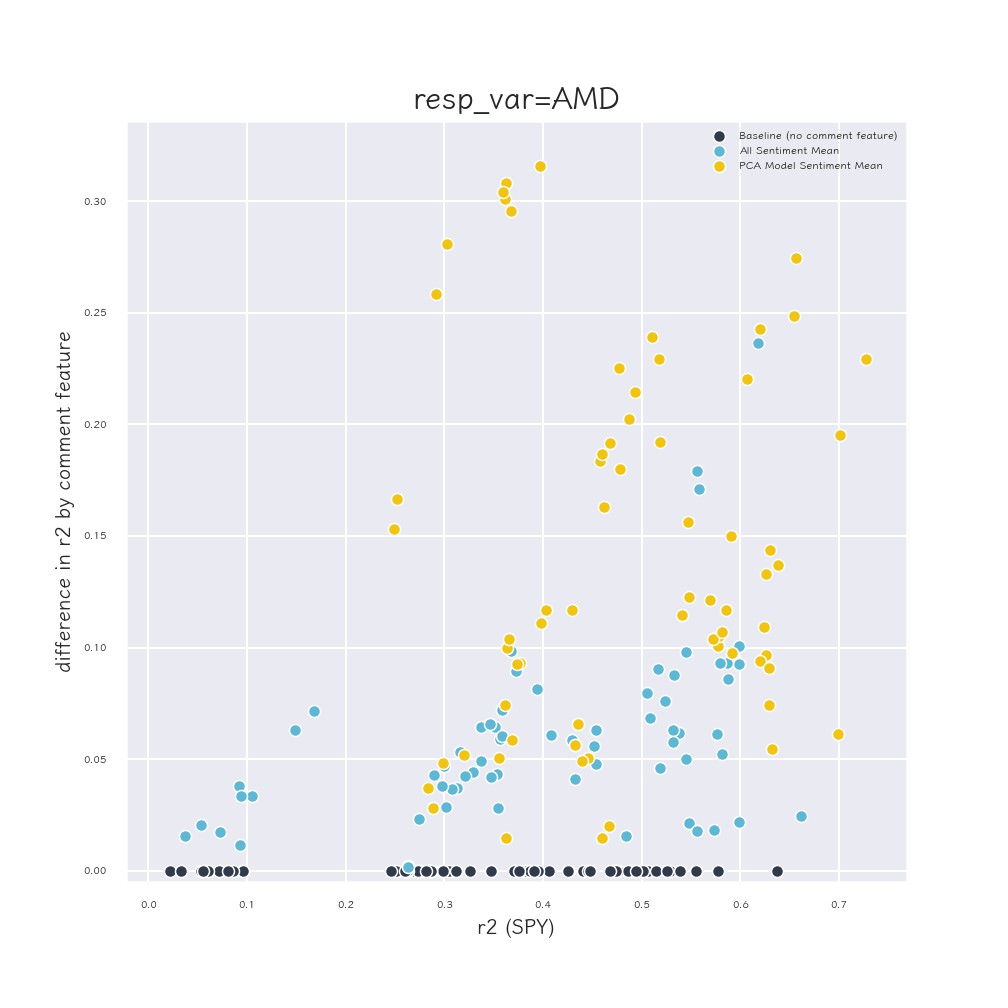 resp_var=AMD
Baseline (no comment feature)
All Sentiment Mean
PCA Model Sentiment Mean
difference in r2 by comment feature
0.30
0.25
0.20
0.15
0.10
0.05
0.00
0.0 0.1 0.2 0.3 0.4 0.5 0.6 0.7
r2 (SPY)